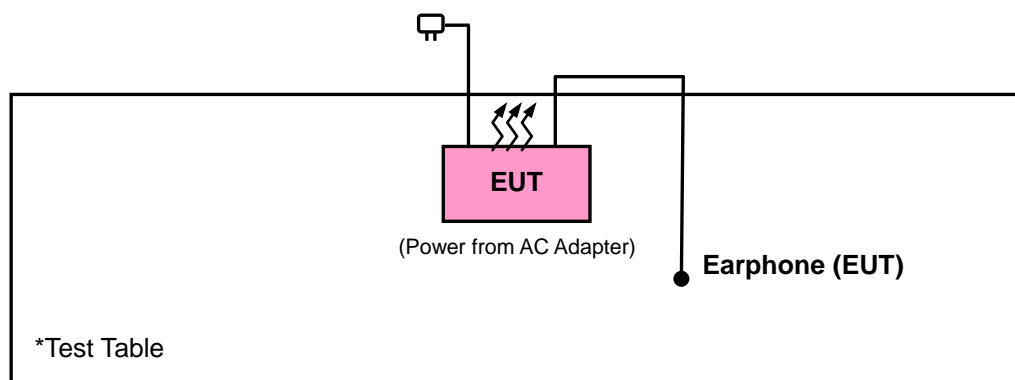 EUT
(Power from AC Adapter)
Earphone (EUT)
*Test Table